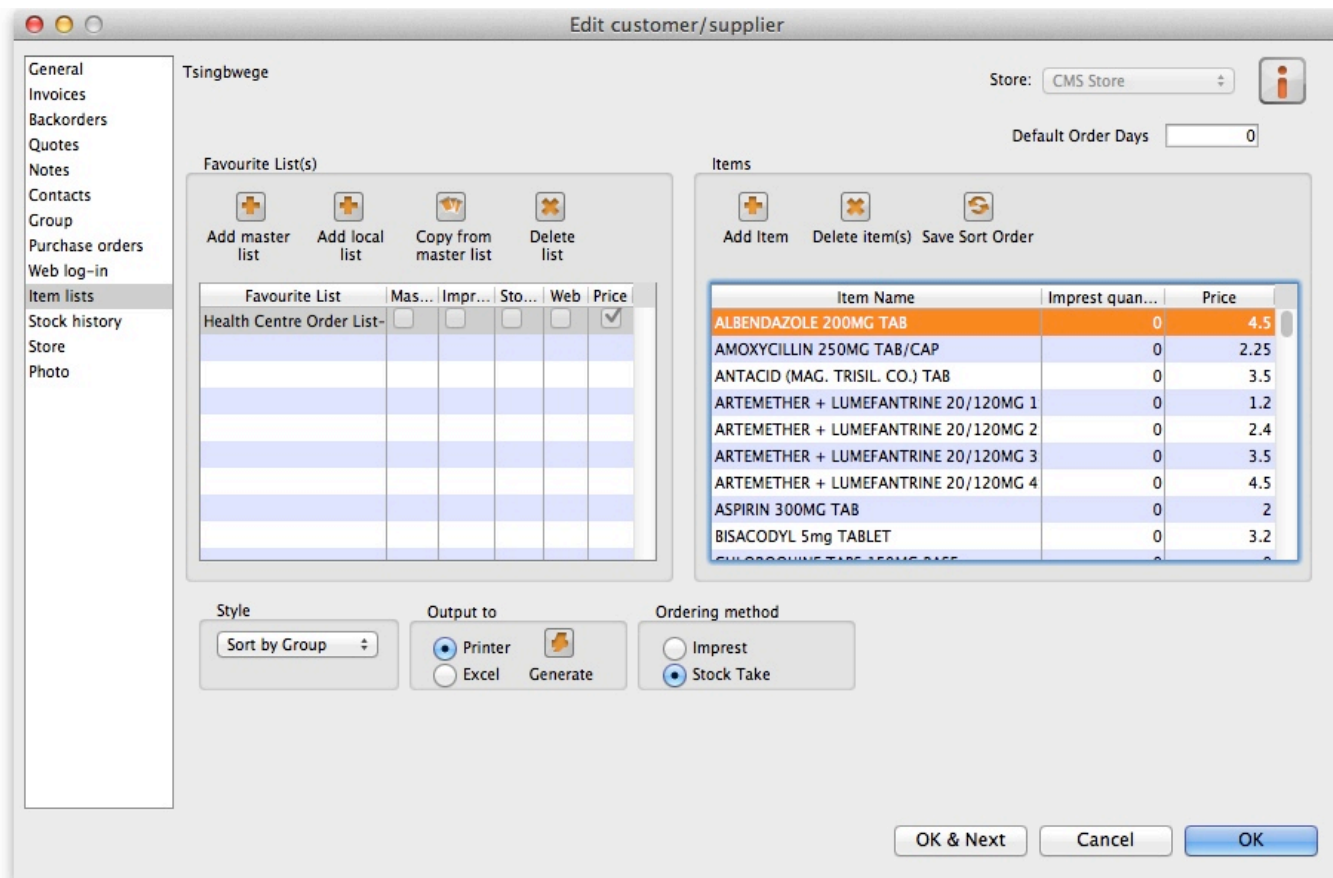 Edit customer/supplier
General
Invoices
Backorders
Quotes
Notes
Contacts
Group
Purchase orders
Web log-in
Item lists
Stock history
Store
Photo
Tsingbwege
Store: CMS Store
Default Order Days 0
Favourite List(s)
Add master list
Add local list
Copy from master list
Delete list
Favourite List Mas... Impr... Sto... Web Price
Health Centre Order List-
Items
Add Item Delete item(s) Save Sort Order
Item Name Imprest quan... Price
ALBENDAZOLE 200MG TAB 0 4.5
AMOXYCILLIN 250MG TAB/CAP 0 2.25
ANTACID (MAG. TRISIL. CO.) TAB 0 3.5
ARTEMETHER + LUMEFANTRINE 20/120MG 1 0 1.2
ARTEMETHER + LUMEFANTRINE 20/120MG 2 0 2.4
ARTEMETHER + LUMEFANTRINE 20/120MG 3 0 3.5
ARTEMETHER + LUMEFANTRINE 20/120MG 4 0 4.5
ASPIRIN 300MG TAB 0 2
BISACODYL 5mg TABLET 0 3.2
Style
Sort by Group
Output to
Printer
Excel
Generate
Ordering method
Imprest
Stock Take
OK & Next Cancel OK